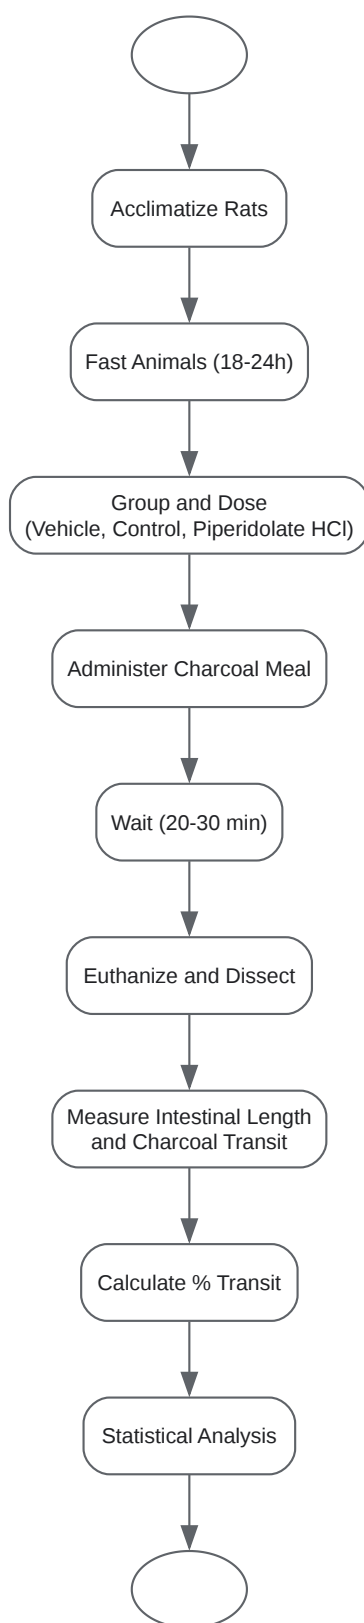 Acclimatize Rats
Fast Animals (18-24h)
Group and Dose
(Vehicle, Control, Piperidolate HCl)
Administer Charcoal Meal
Wait (20-30 min)
Euthanize and Dissect
Measure Intestinal Length
and Charcoal Transit
Calculate % Transit
Statistical Analysis